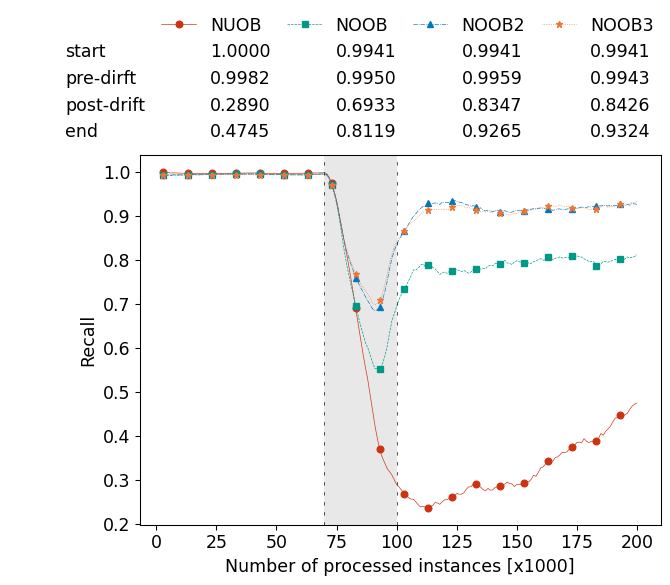 NUOB NOOB NOOB2 NOOB3
start 1.0000 0.9941 0.9941 0.9941
pre-dirft 0.9982 0.9950 0.9959 0.9943
post-drift 0.2890 0.6933 0.8347 0.8426
end 0.4745 0.8119 0.9265 0.9324
1.0
0.9
0.8
0.7
0.6
0.5
0.4
0.3
0.2
Recall
0 25 50 75 100 125 150 175 200
Number of processed instances [x1000]